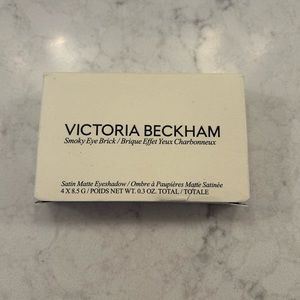 VICTORIA BECKHAM
Smoky Eye Brick / Brique Effet Yeux Charbonneux
Satin Matte Eyeshadow / Ombre à Paupières Matte Satinée
4 X 8.5 G / POIDS NET WT. 0.3 OZ. TOTAL / TOTALE